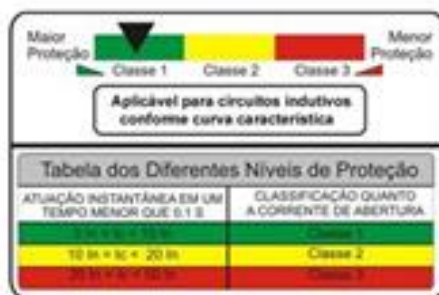 Maior Proteção
Menor Proteção
Classe 1
Classe 2
Classe 3
Aplicável para circuitos indutivos
conforme curva característica
Tabela dos Diferentes Níveis de Proteção
ATUAÇÃO INSTANTÂNEA EM UM
TEMPO MENOR QUE 0,1 S
CLASSIFICAÇÃO QUANTO
A CORRENTE DE ABERTURA
Classe 1
10 In < Ic < 20 In
Classe 2
Classe 3